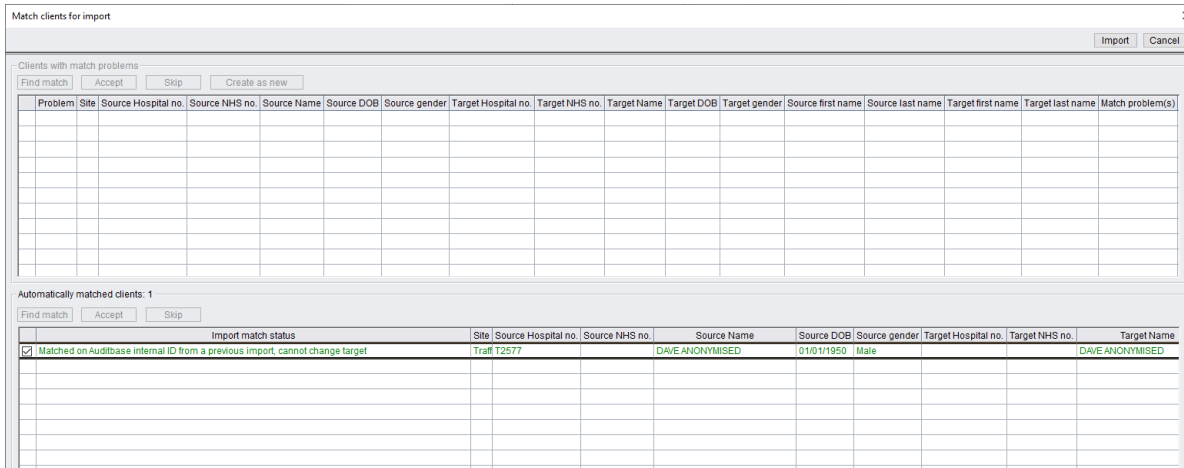 Match clients for import
Import Cancel
Clients with match problems
Find match Accept Skip Create as new
Problem Site Source Hospital no. Source NHS no. Source Name Source DOB Source gender Target Hospital no. Target NHS no. Target Name Target DOB Target gender Source first name Source last name Target first name Target last name Match problem(s)
Automatically matched clients: 1
Find match Accept Skip
Import match status Site Source Hospital no. Source NHS no. Source Name Source DOB Source gender Target Hospital no. Target NHS no. Target Name
Matched on Auditbase internal ID from a previous import, cannot change target Traff T2577 DAVE ANONYMISED 01/01/1950 Male DAVE ANONYMISED